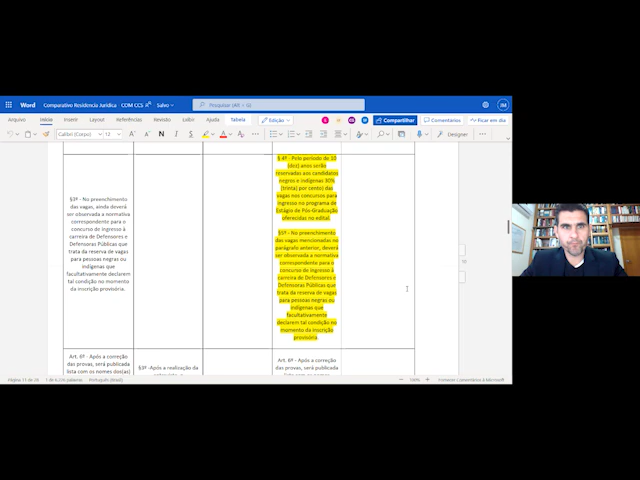 Word Comparativo Residência Jurídica CDM CCS Salvo Pesquisar (Alt + G) JM
Arquivo Início Inserir Layout Referências Revisão Exibir Ajuda Tabela Edição Compartilhar Comentários Ficar em dia
Calibri (Corpo) 12 N I S A Designer
§ 4º - Pelo período de 10
(dez) anos serão
reservadas aos candidatos
negros e indígenas 30%
(trinta) por cento) das
vagas nos concursos para
ingresso no programa de
Estágio de Pós-Graduação
oferecidas no edital.
§3º - No preenchimento
das vagas, ainda deverá
ser observada a normativa
correspondente para o
concurso de ingresso à
carreira de Defensores e
Defensoras Públicas que
trata da reserva de vagas
para pessoas negras ou
indígenas que
facultativamente declarem
tal condição no momento
da inscrição provisória.
das vagas mencionadas no
parágrafo anterior, deverá
ser observada a normativa
correspondente para o
concurso de ingresso à
carreira de Defensores e
Defensoras Públicas que
trata da reserva de vagas
para pessoas negras ou
indígenas que
facultativamente
declarem tal condição no
momento da inscrição
provisória
Art. 6º - Após a correção
das provas, será publicada
lista com os nomes dos(as)
§3º -Após a realização da
Art. 6º - Após a correção
das provas, será publicada
lista com os nomes
Português (Brasil)